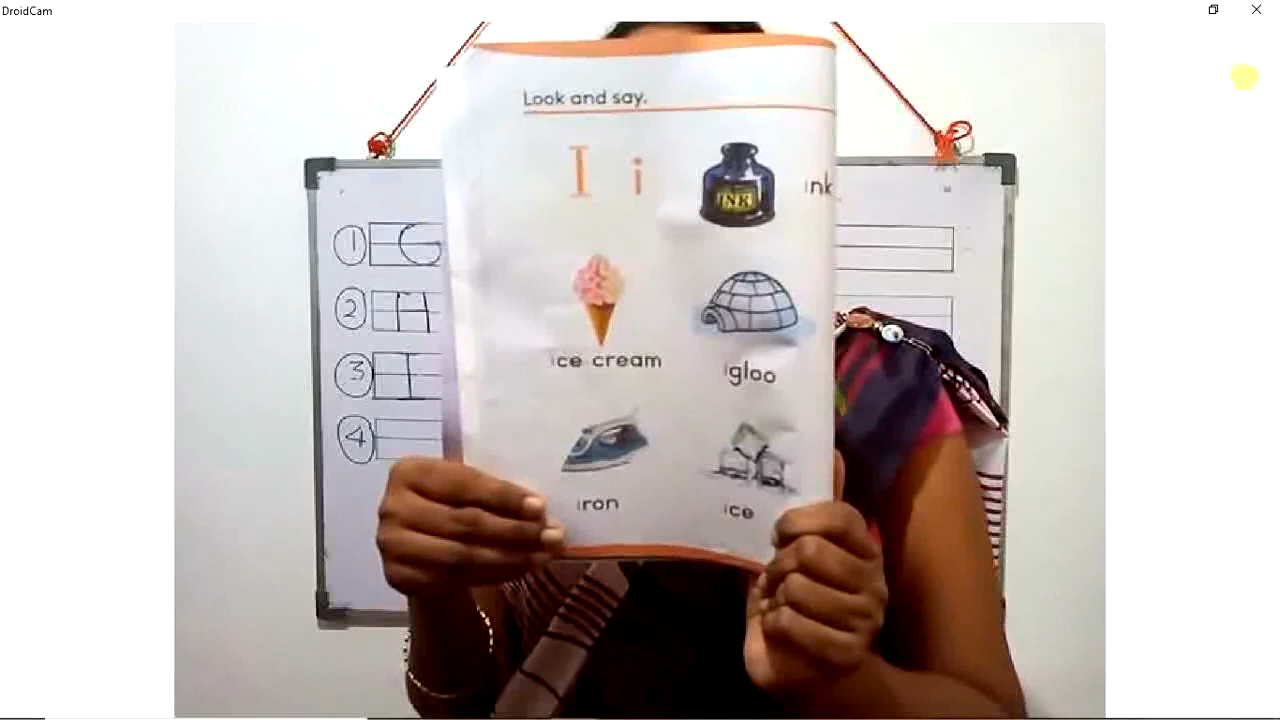 DroidCam
Look and say.
I i
INK
ink
ice cream
igloo
iron
ice
1 G
2 H
3 I
4